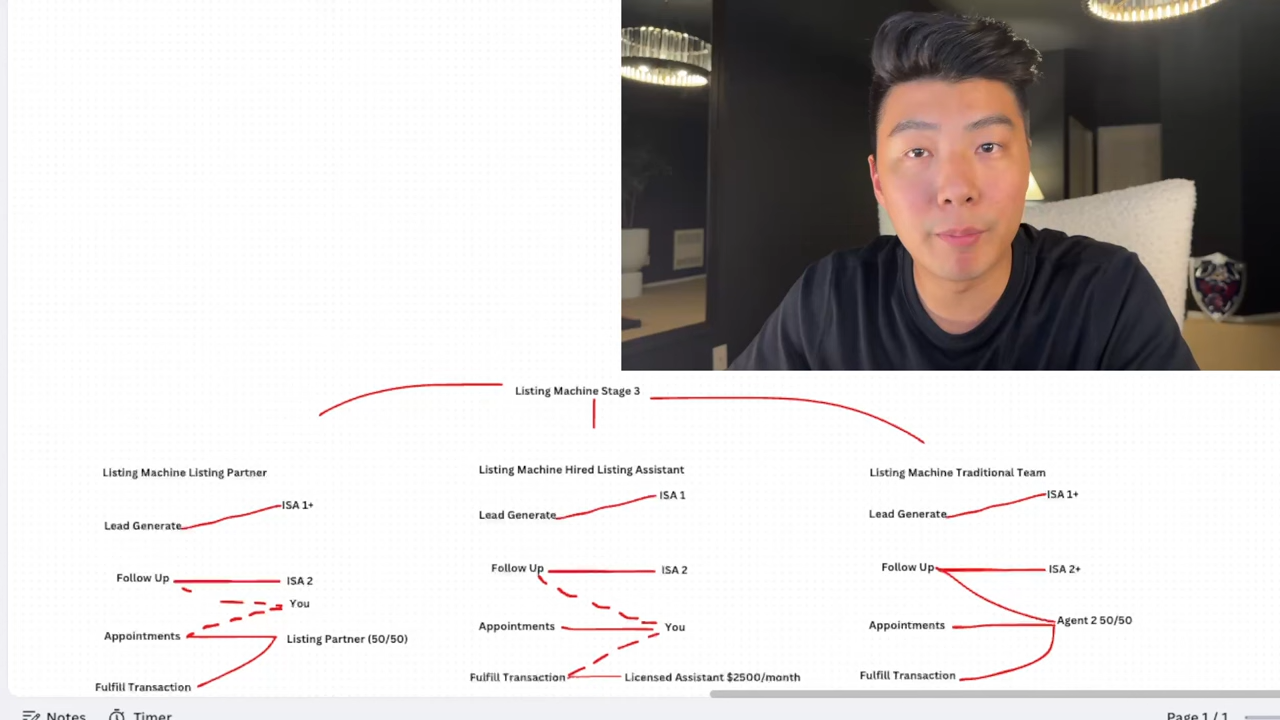 Listing Machine Stage 3
Listing Machine Listing Partner
Lead Generate
ISA 1+
Follow Up
ISA 2
You
Appointments
Listing Partner (50/50)
Fulfill Transaction
Listing Machine Hired Listing Assistant
Lead Generate
ISA 1
Follow Up
ISA 2
Appointments
You
Fulfill Transaction
Licensed Assistant $2500/month
Listing Machine Traditional Team
Lead Generate
ISA 1+
Follow Up
ISA 2+
Appointments
Agent 2 50/50
Fulfill Transaction
Notes
Timer
Page 1 / 1